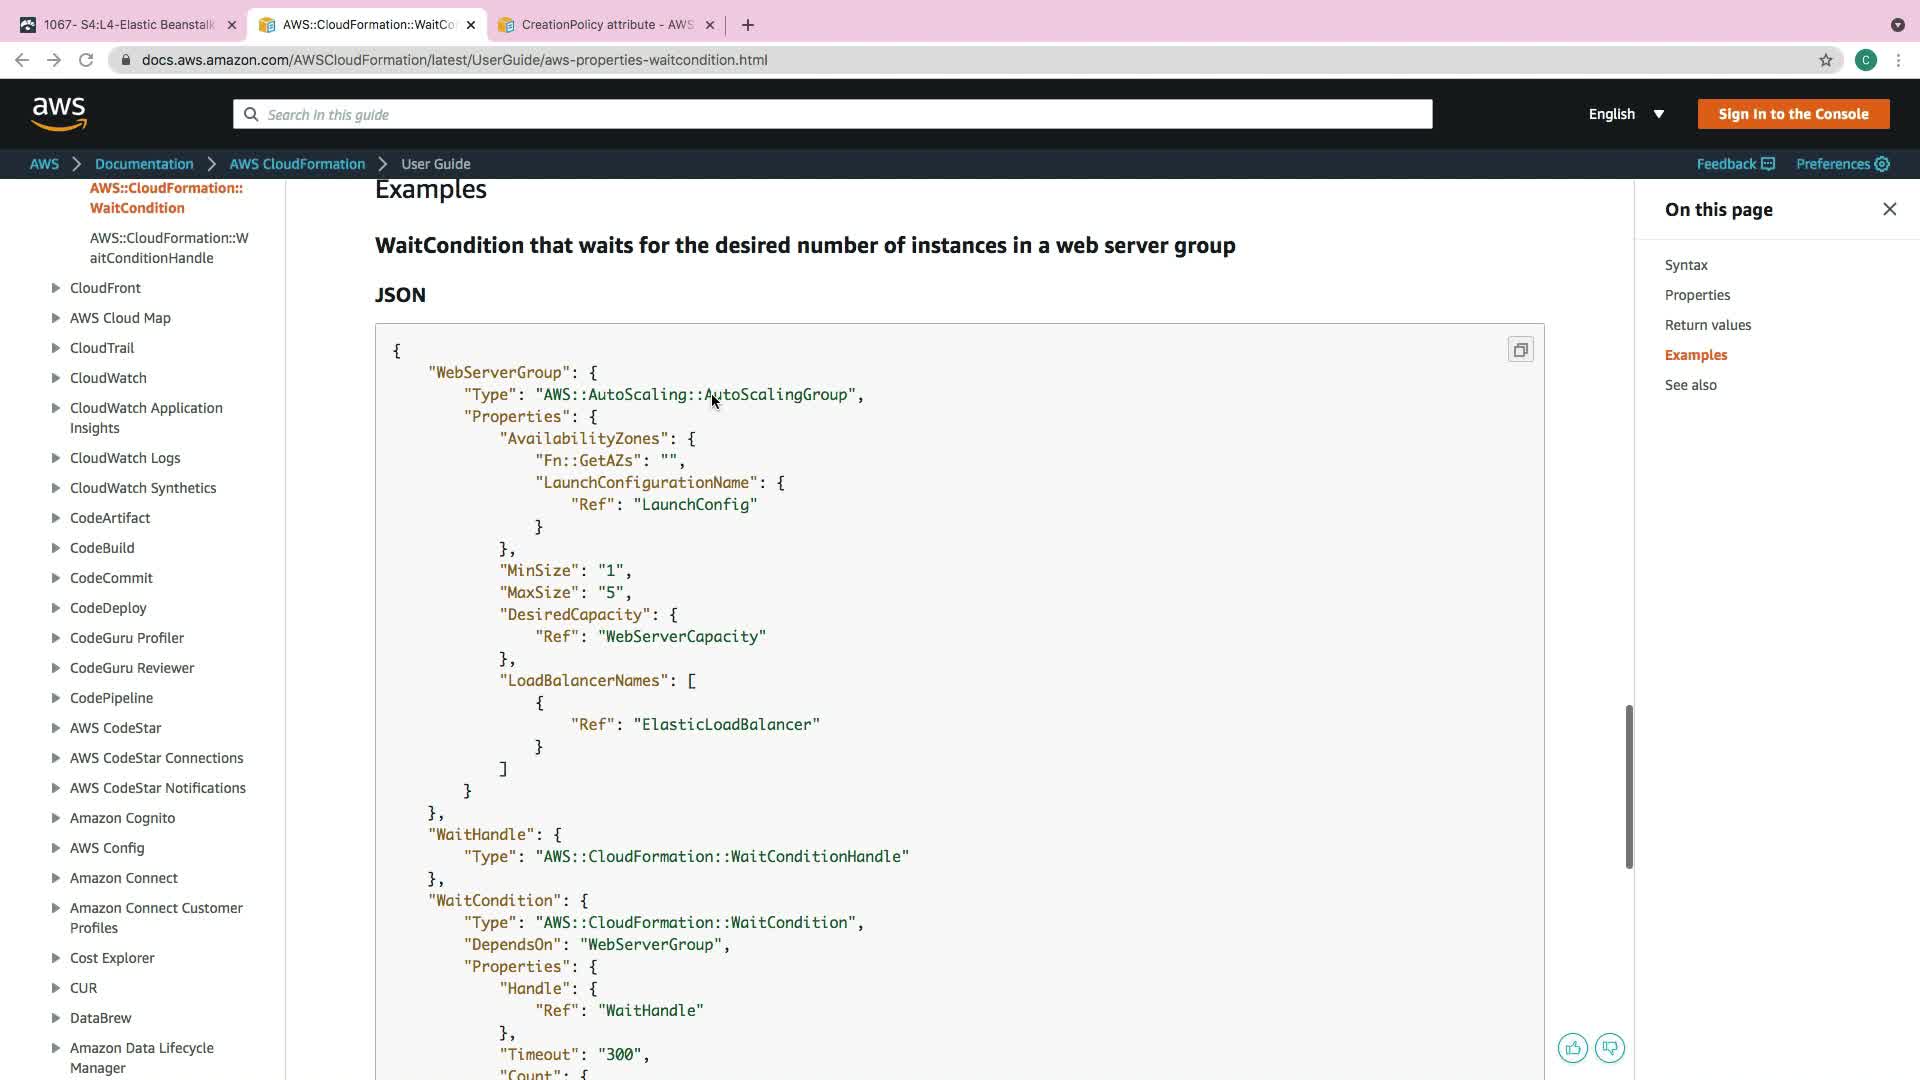 1067- S4:L4-Elastic Beanstalk
AWS::CloudFormation::WaitCo
CreationPolicy attribute - AWS
docs.aws.amazon.com/AWSCloudFormation/latest/UserGuide/aws-properties-waitcondition.html
C
aws
Search in this guide
English
Sign In to the Console
AWS
Documentation
AWS CloudFormation
User Guide
Feedback
Preferences
AWS::CloudFormation::
WaitCondition
AWS::CloudFormation::W
aitConditionHandle
CloudFront
AWS Cloud Map
CloudTrail
CloudWatch
CloudWatch Application
Insights
CloudWatch Logs
CloudWatch Synthetics
CodeArtifact
CodeBuild
CodeCommit
CodeDeploy
CodeGuru Profiler
CodeGuru Reviewer
CodePipeline
AWS CodeStar
AWS CodeStar Connections
AWS CodeStar Notifications
Amazon Cognito
AWS Config
Amazon Connect
Amazon Connect Customer
Profiles
Cost Explorer
CUR
DataBrew
Amazon Data Lifecycle
Manager
Examples
WaitCondition that waits for the desired number of instances in a web server group
JSON
{
"WebServerGroup": {
"Type": "AWS::AutoScaling::AutoScalingGroup",
"Properties": {
"AvailabilityZones": {
"Fn::GetAZs": "",
"LaunchConfigurationName": {
"Ref": "LaunchConfig"
}
},
"MinSize": "1",
"MaxSize": "5",
"DesiredCapacity": {
"Ref": "WebServerCapacity"
},
"LoadBalancerNames": [
{
"Ref": "ElasticLoadBalancer"
}
]
}
},
"WaitHandle": {
"Type": "AWS::CloudFormation::WaitConditionHandle"
},
"WaitCondition": {
"Type": "AWS::CloudFormation::WaitCondition",
"DependsOn": "WebServerGroup",
"Properties": {
"Handle": {
"Ref": "WaitHandle"
},
"Timeout": "300",
"Count": {
On this page
Syntax
Properties
Return values
Examples
See also